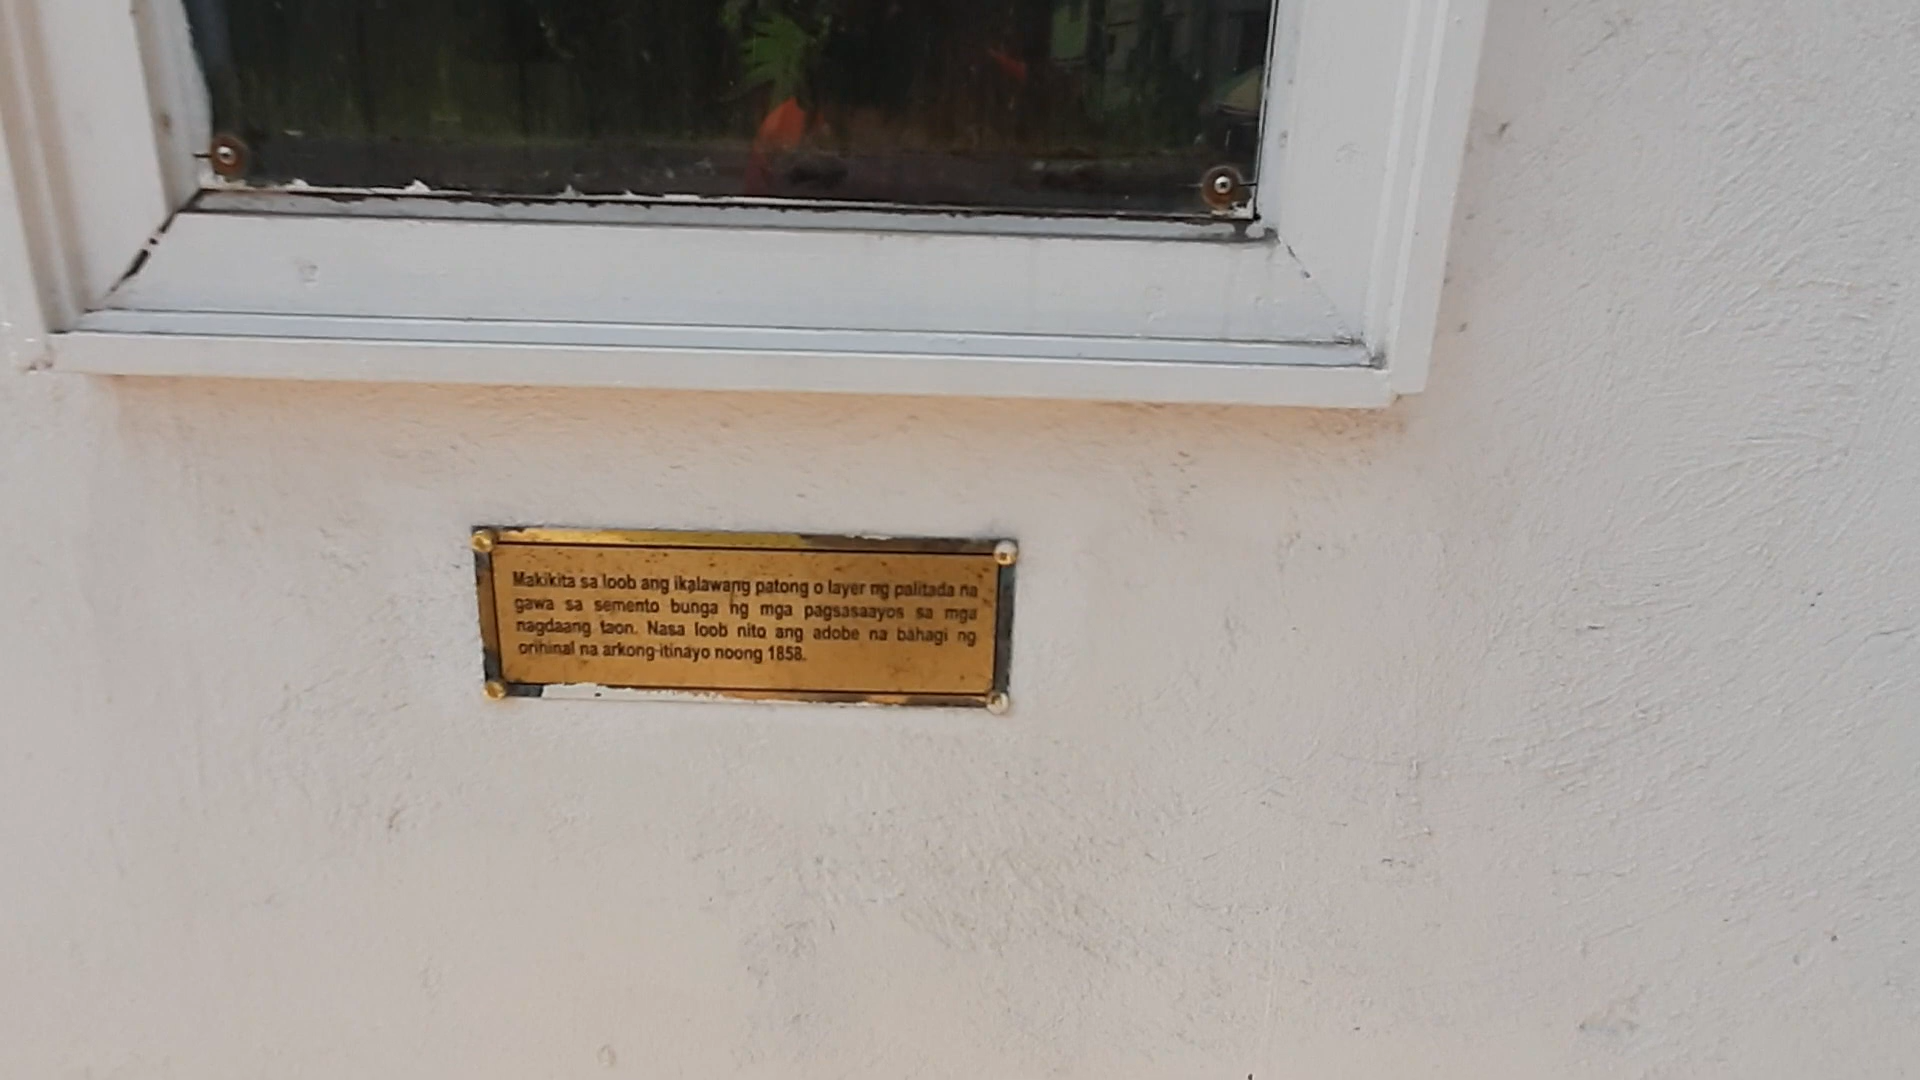 Makikita sa loob ang ikalawang patong o layer ng palitada na
gawa sa semento bunga ng mga pagsasaayos sa mga
nagdaang taon. Nasa loob nito ang adobe na bahagi ng
orihinal na arkong itinayo noong 1858.